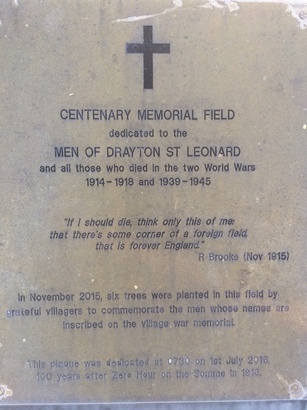 CENTENARY MEMORIAL FIELD
dedicated to the
MEN OF DRAYTON ST LEONARD
and all those who died in the two World Wars
1914-1918 and 1939-1945
"If I should die, think only this of me:
that there's some corner of a foreign field,
that is forever England."
R Brooke (Nov 1915)
In November 2015, six trees were planted in this field by
grateful villagers to commemorate the men whose names are
inscribed on the village war memorial.
This plaque was dedicated at 0730 on 1st July 2016,
100 years after Zero Hour on the Somme in 1916.